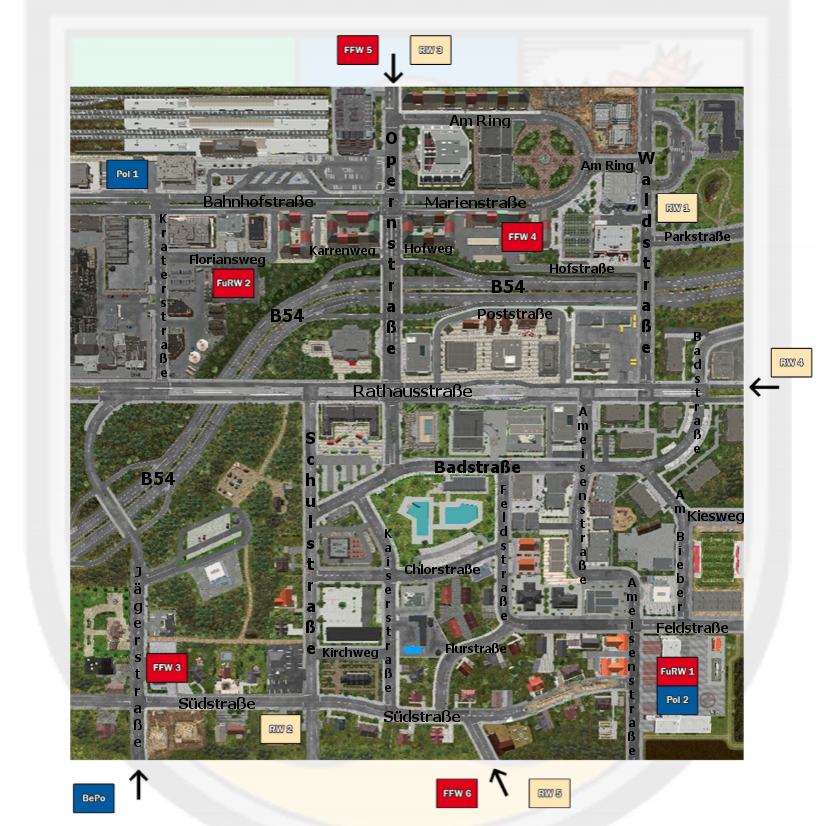 FFW 5
RW 3
Am Ring
Opernstraße
Waldstraße
Am Ring
Pol 1
Bahnhofstraße
Marienstraße
RW 1
Kraterstraße
Karrenweg
Hofweg
FFW 4
Parkstraße
Floriansweg
Hofstraße
FuRW 2
B54
B54
Poststraße
Badstraße
RW 4
Rathausstraße
Schulstraße
Ameisenstraße
Badstraße
B54
Feldstraße
Am Bieber
Kiesweg
Kaiserstraße
Chlorstraße
Jägerstraße
Ameisenstraße
Feldstraße
Kirchweg
Flurstraße
FFW 3
FuRW 1
Pol 2
Südstraße
Südstraße
RW 2
BePo
FFW 6
RW 5